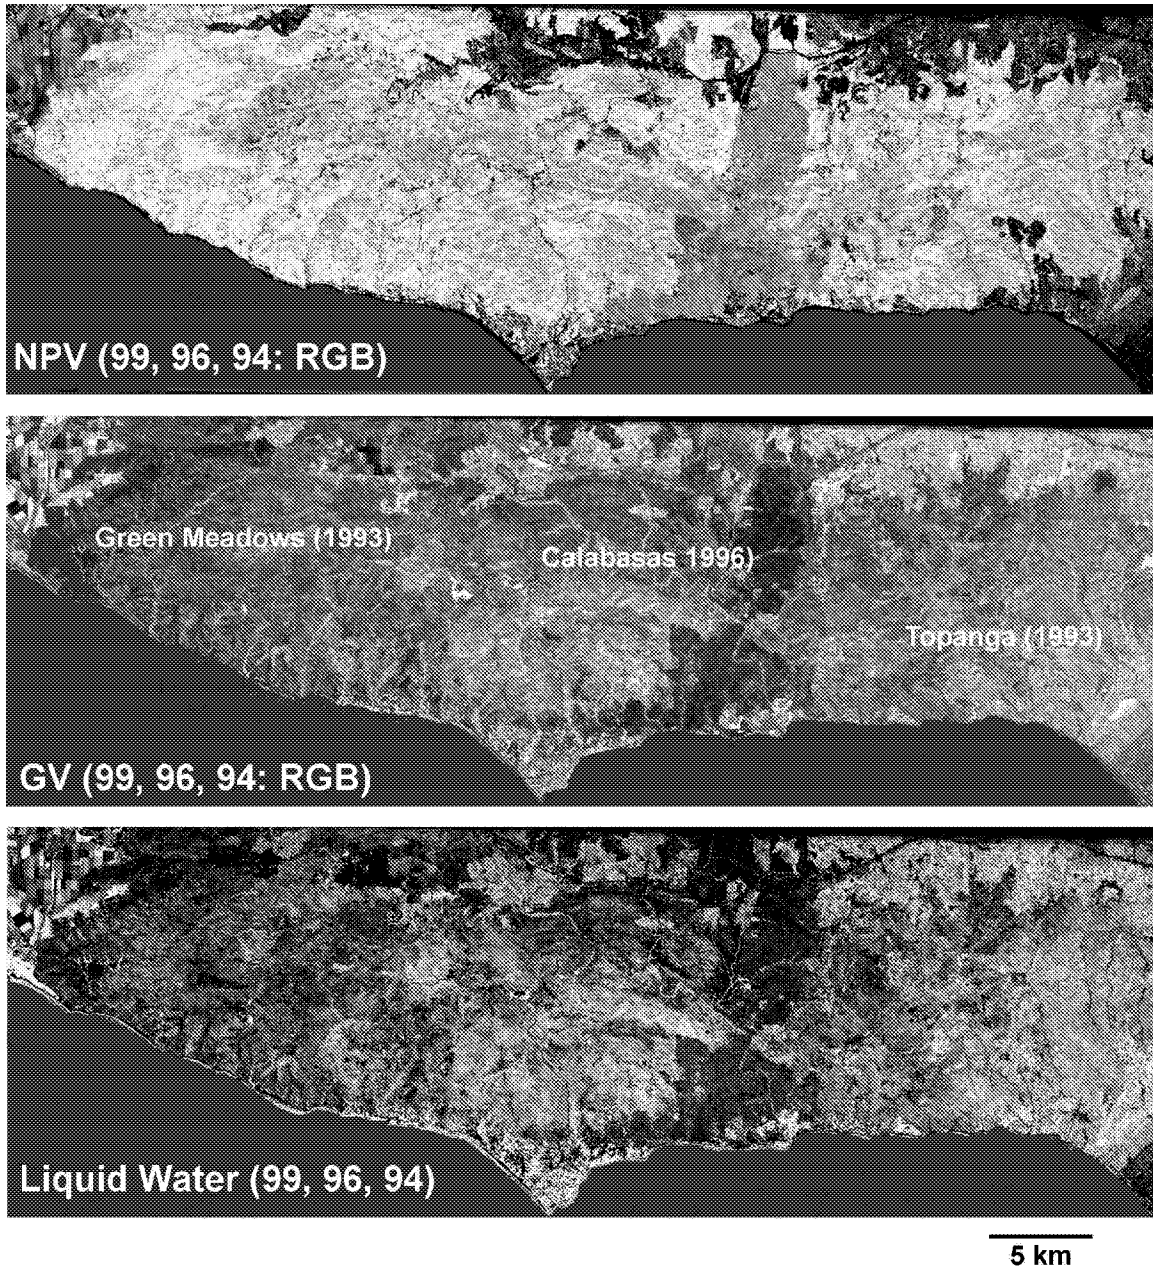 NPV (99, 96, 94: RGB)
Green Meadows (1993)
Calabasas 1996)
Topanga (1993)
GV (99, 96, 94: RGB)
Liquid Water (99, 96, 94)
5 km